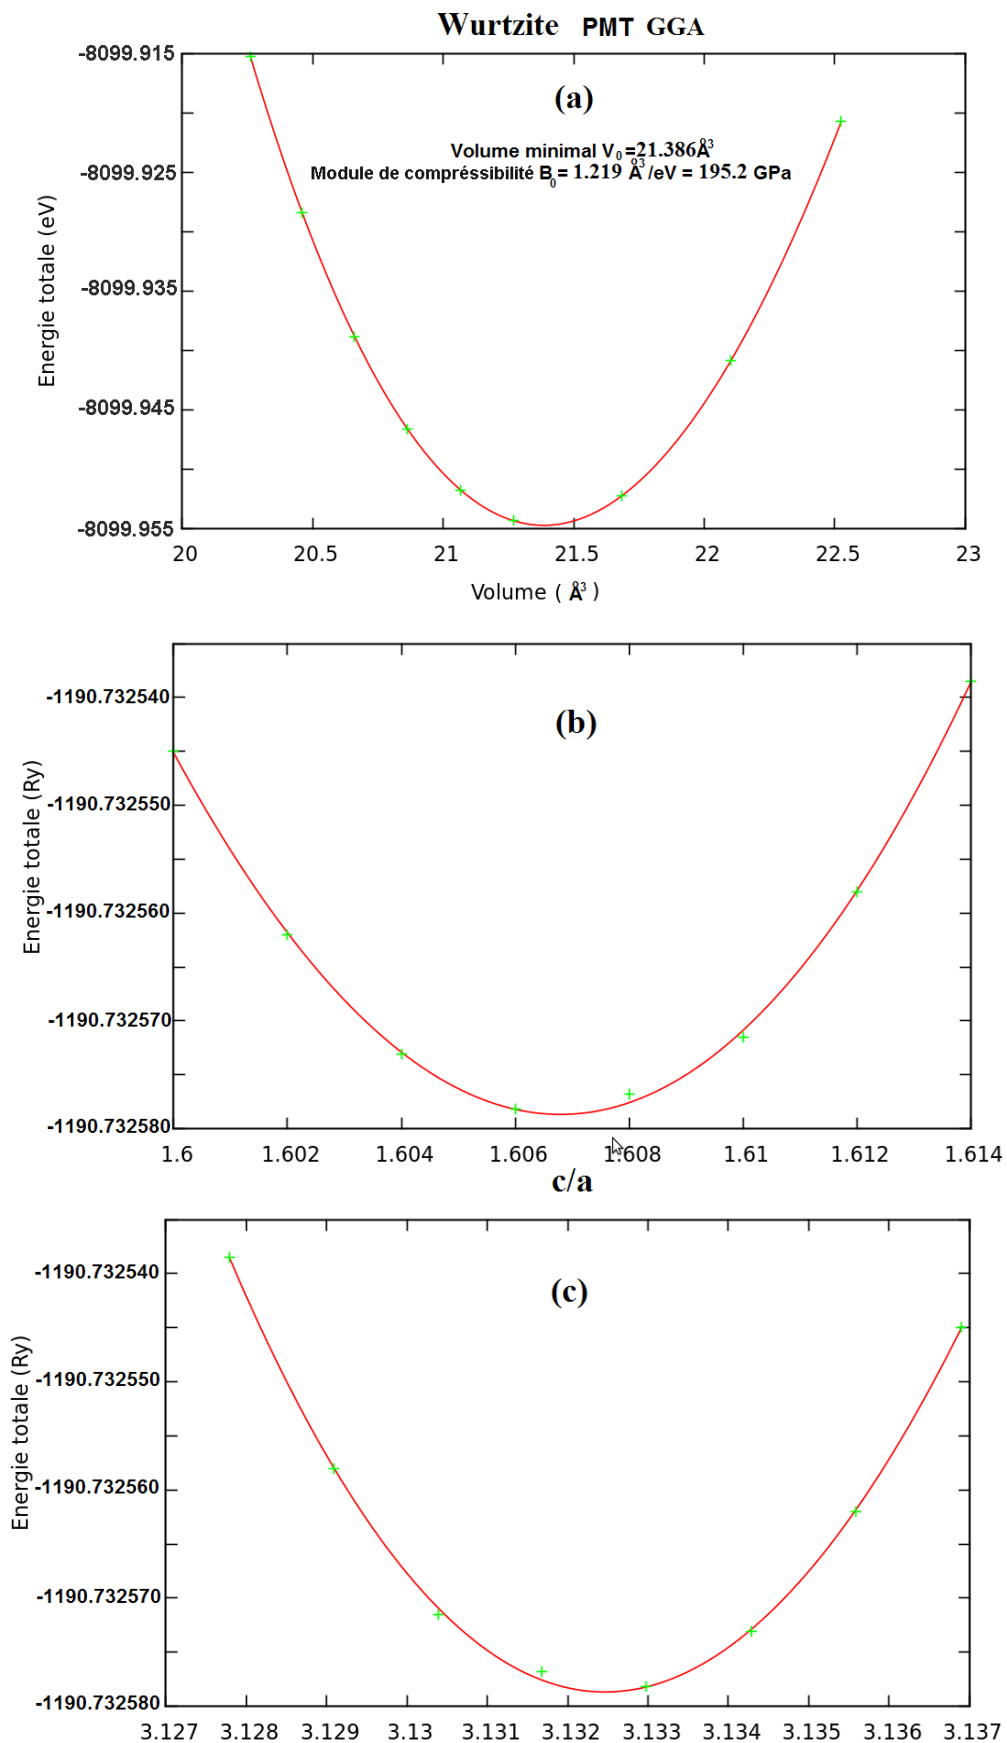 Wurtzite PMT GGA
-8099.915
(a)
Volume minimal V0=21.386Å3
Module de compréssibilité B0= 1.219 Å3/eV = 195.2 GPa
-8099.925
-8099.935
-8099.945
-8099.955
Energie totale (eV)
20 20.5 21 21.5 22 22.5 23
Volume ( Å3 )
(b)
-1190.732540
-1190.732550
-1190.732560
-1190.732570
-1190.732580
Energie totale (Ry)
1.6 1.602 1.604 1.606 1.608 1.61 1.612 1.614
c/a
(c)
-1190.732540
-1190.732550
-1190.732560
-1190.732570
-1190.732580
Energie totale (Ry)
3.127 3.128 3.129 3.13 3.131 3.132 3.133 3.134 3.135 3.136 3.137